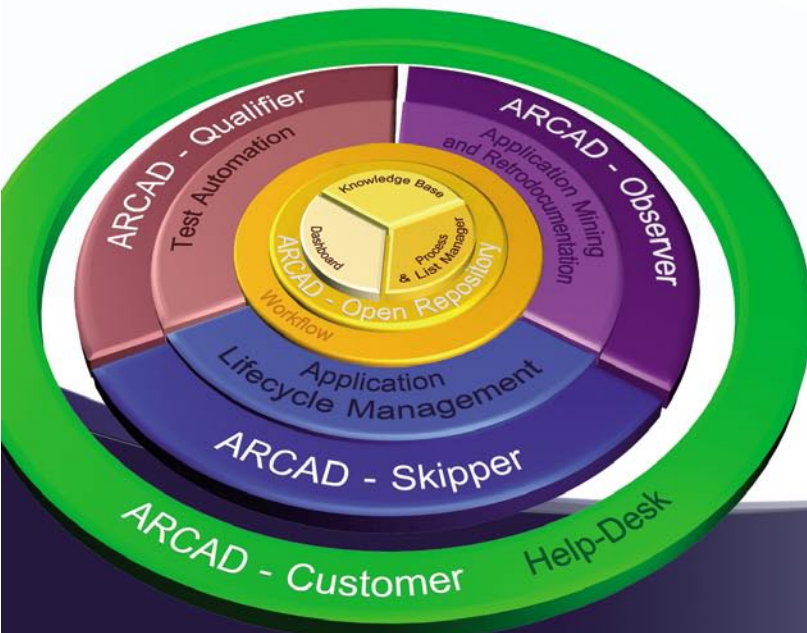 ARCAD - Qualifier
Test Automation
ARCAD - Observer
Application Mining
and Retrodocumentation
Knowledge Base
Dashboard
Process
& List Manager
ARCAD - Open Repository
Workflow
Application
Lifecycle Management
ARCAD - Skipper
ARCAD - Customer
Help-Desk